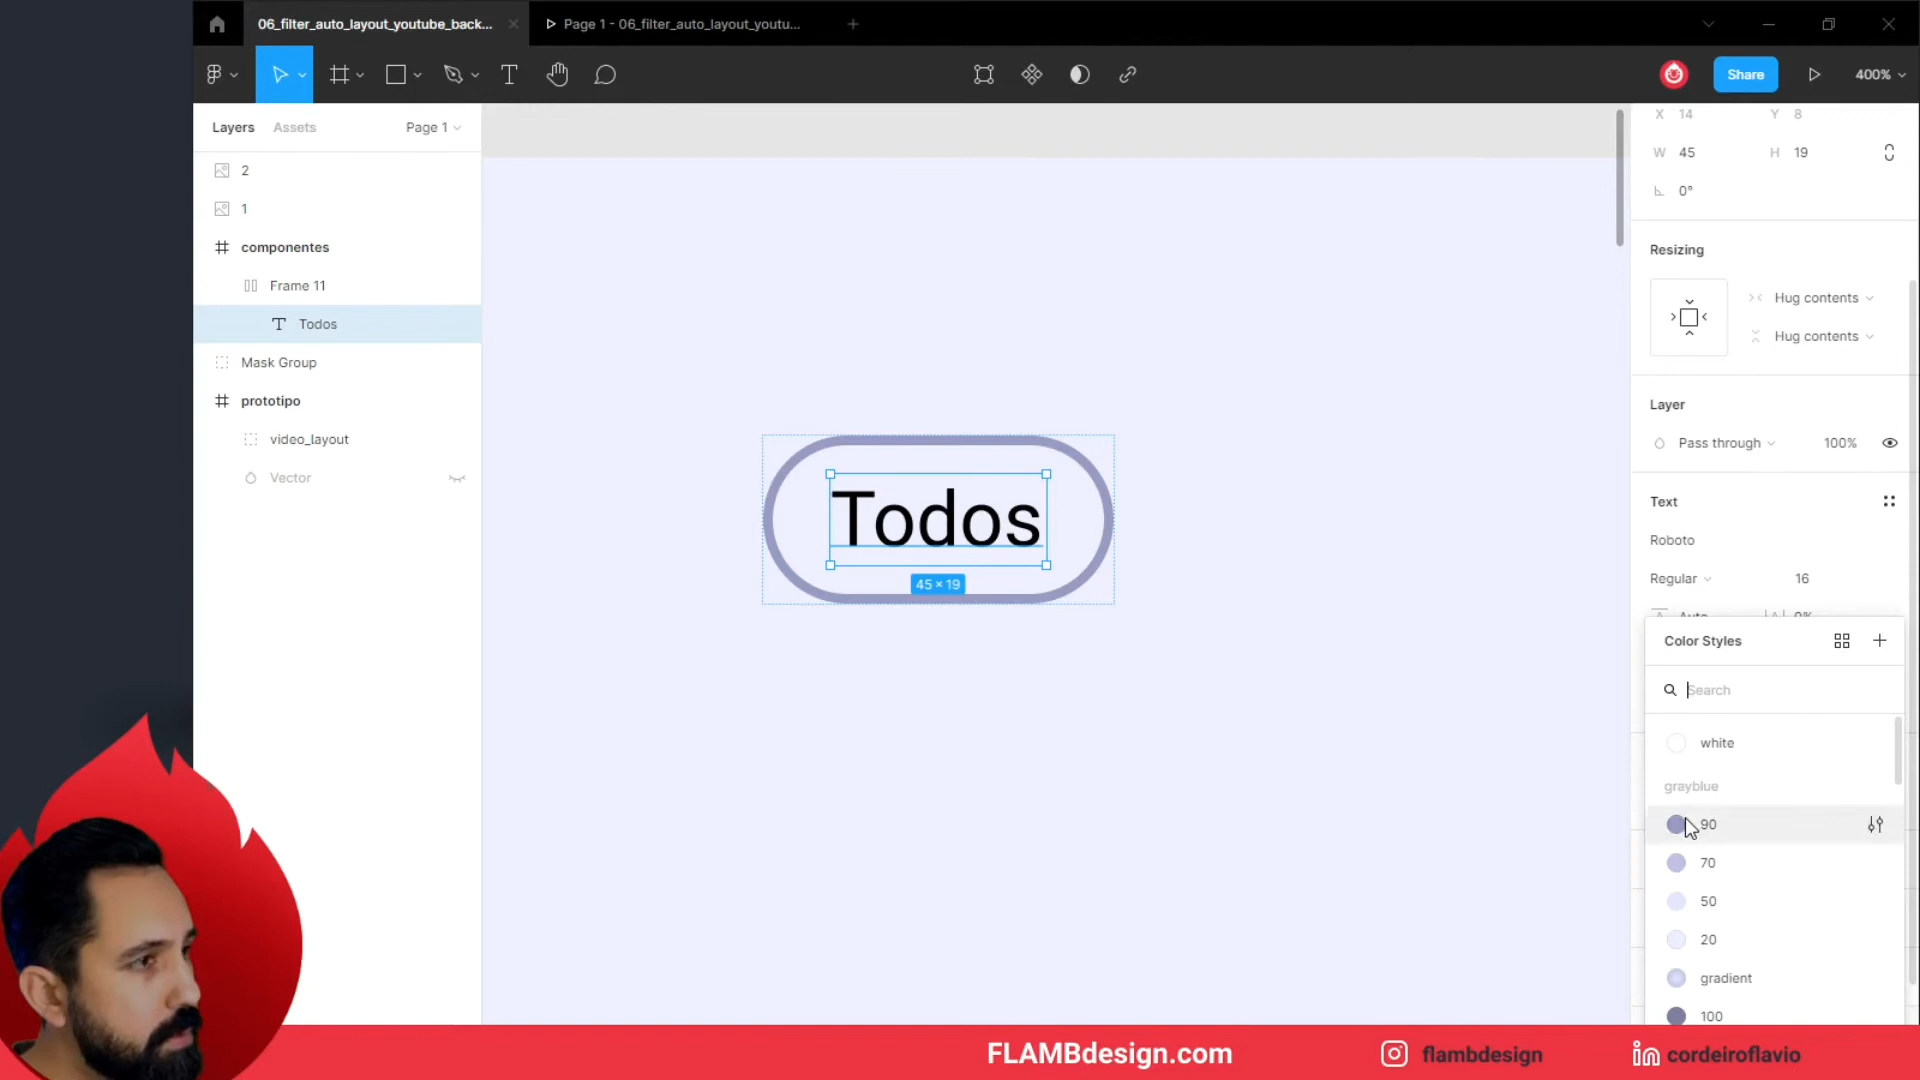 06_filter_auto_layout_youtube_back...
Page 1 - 06_filter_auto_layout_youtu...
Share
400%
Layers
Assets
Page 1
2
1
componentes
Frame 11
Todos
Mask Group
prototipo
video_layout
Vector
Todos
45 × 19
X 14
Y 8
W 45
H 19
0°
Resizing
Hug contents
Hug contents
Layer
Pass through
100%
Text
Roboto
Regular
16
Auto
0%
Color Styles
Search
white
grayblue
90
70
50
20
gradient
100
FLAMBdesign.com
flambdesign
cordeiroflavio